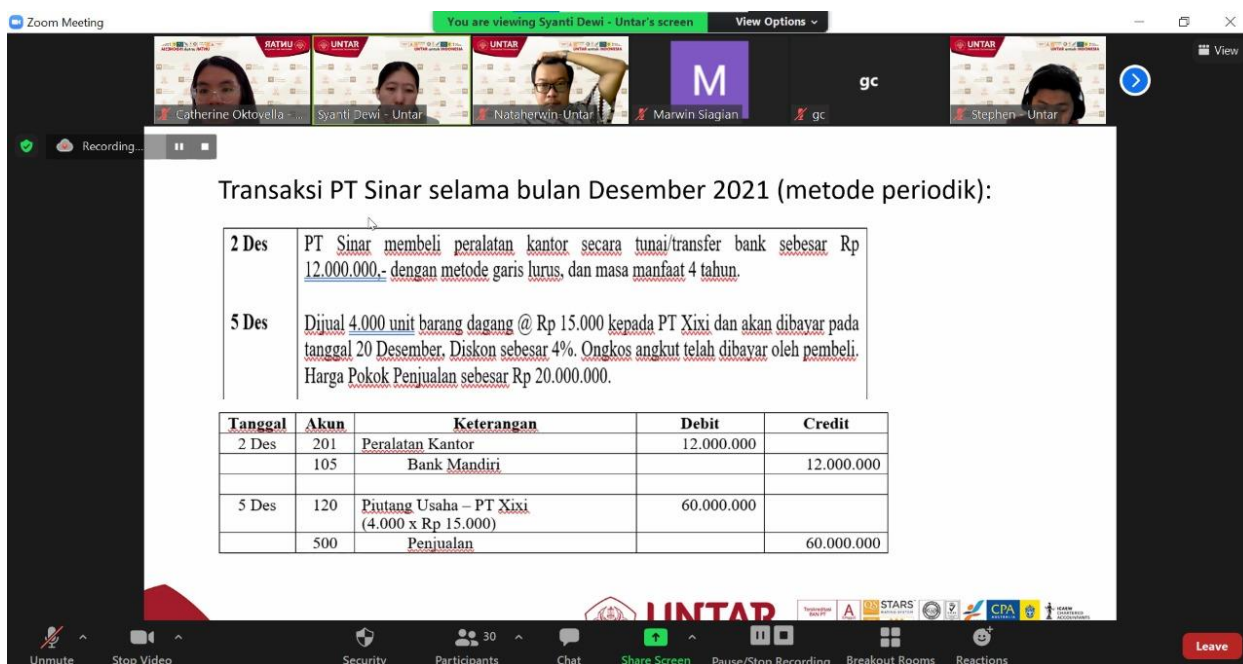 Zoom Meeting
You are viewing Syanti Dewi - Untar's screen
View Options
View
UNTAR
UNTAR
UNTAR
Catherine Oktovella - ...
Syanti Dewi - Untar
Nataherwin-Untar
M
Marwin Siagian
gc
gc
Stephen - Untar
Recording...
Transaksi PT Sinar selama bulan Desember 2021 (metode periodik):
2 Des PT Sinar membeli peralatan kantor secara tunai/transfer bank sebesar Rp
12.000.000,- dengan metode garis lurus, dan masa manfaat 4 tahun.
5 Des Dijual 4.000 unit barang dagang @ Rp 15.000 kepada PT Xixi dan akan dibayar pada
tanggal 20 Desember, Diskon sebesar 4%. Ongkos angkut telah dibayar oleh pembeli.
Harga Pokok Penjualan sebesar Rp 20.000.000.
Tanggal Akun Keterangan Debit Credit
2 Des 201 Peralatan Kantor 12.000.000
105 Bank Mandiri 12.000.000
5 Des 120 Piutang Usaha – PT Xixi 60.000.000
(4.000 x Rp 15.000)
500 Penjualan 60.000.000
UNTAR
A
QS STARS
CPA
Unmute
Stop Video
Security
Participants
30
Chat
Share Screen
Pause/Stop Recording
Breakout Rooms
Reactions
Leave